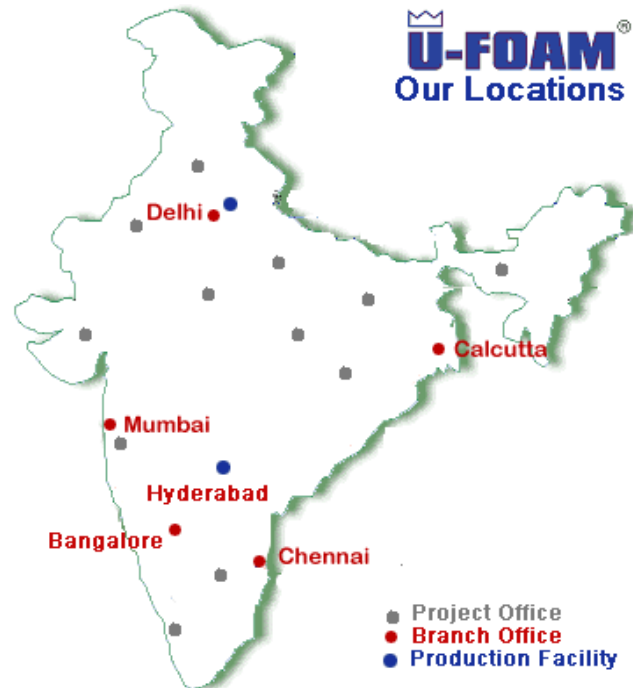 U-FOAM®
Our Locations
Delhi
Calcutta
Mumbai
Hyderabad
Bangalore
Chennai
Project Office
Branch Office
Production Facility